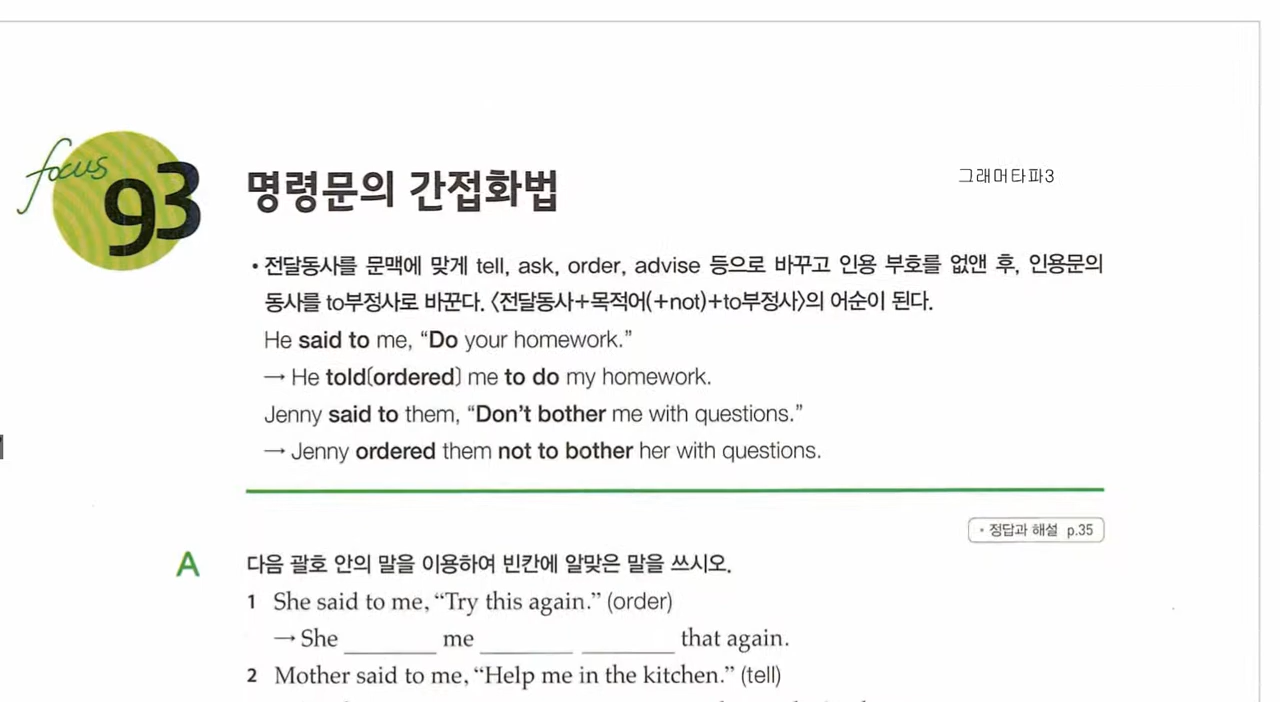 focus
93
명령문의 간접화법
그래머타파3
• 전달동사를 문맥에 맞게 tell, ask, order, advise 등으로 바꾸고 인용 부호를 없앤 후, 인용문의
동사를 to부정사로 바꾼다. 〈전달동사+목적어(+not)+to부정사〉의 어순이 된다.
He said to me, “Do your homework.”
→ He told(ordered) me to do my homework.
Jenny said to them, “Don't bother me with questions.”
→ Jenny ordered them not to bother her with questions.
• 정답과 해설 p.35
A 다음 괄호 안의 말을 이용하여 빈칸에 알맞은 말을 쓰시오.
1 She said to me, “Try this again.” (order)
→ She ________ me ________ ________ that again.
2 Mother said to me, “Help me in the kitchen.” (tell)